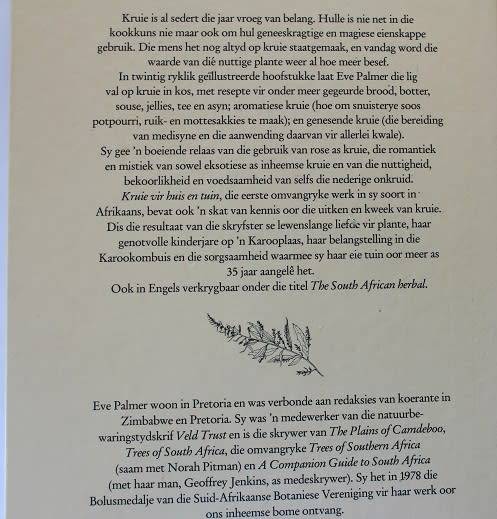 Kruie is al sedert die jaar vroeg van belang. Hulle is nie net in die
kookkuns nie maar ook om hul geneeskragtige en magiese eienskappe
gebruik. Die mens het nog altyd op kruie staatgemaak, en vandag word die
waarde van dié nuttige plante weer al hoe meer besef.
In twintig ryklik geïllustreerde hoofstukke laat Eve Palmer die lig
val op kruie in kos, met resepte vir onder meer gegeurde brood, botter,
souse, jellies, tee en asyn; aromatiese kruie (hoe om snuisterye soos
potpourri, ruik- en mottesakkies te maak); en genesende kruie (die bereiding
van medisyne en die aanwending daarvan vir allerlei kwale).
Sy gee 'n boeiende relaas van die gebruik van rose as kruie, die romantiek
en mistiek van sowel eksotiese as inheemse kruie en van die nuttigheid,
bekoorlikheid en voedsaamheid van selfs die nederige onkruid.
Kruie vir huis en tuin, die eerste omvangryke werk in sy soort in
Afrikaans, bevat ook 'n skat van kennis oor die uitken en kweek van kruie.
Dis die resultaat van die skryfster se lewenslange liefde vir plante, haar
genotvolle kinderjare op 'n Karooplaas, haar belangstelling in die
Karookombuis en die sorgsaamheid waarmee sy haar eie tuin oor meer as
35 jaar aangelê het.
Ook in Engels verkrygbaar onder die titel The South African herbal.
Eve Palmer woon in Pretoria en was verbonde aan redaksies van koerante in
Zimbabwe en Pretoria. Sy was 'n medewerker van die natuurbe-
waringstydskrif Veld Trust en is die skrywer van The Plains of Camdeboo,
Trees of South Africa, die omvangryke Trees of Southern Africa
(saam met Norah Pitman) en A Companion Guide to South Africa
(met haar man, Geoffrey Jenkins, as medeskrywer). Sy het in 1978 die
Bolusmedalje van die Suid-Afrikaanse Botaniese Vereniging vir haar werk oor
ons inheemse bome ontvang.